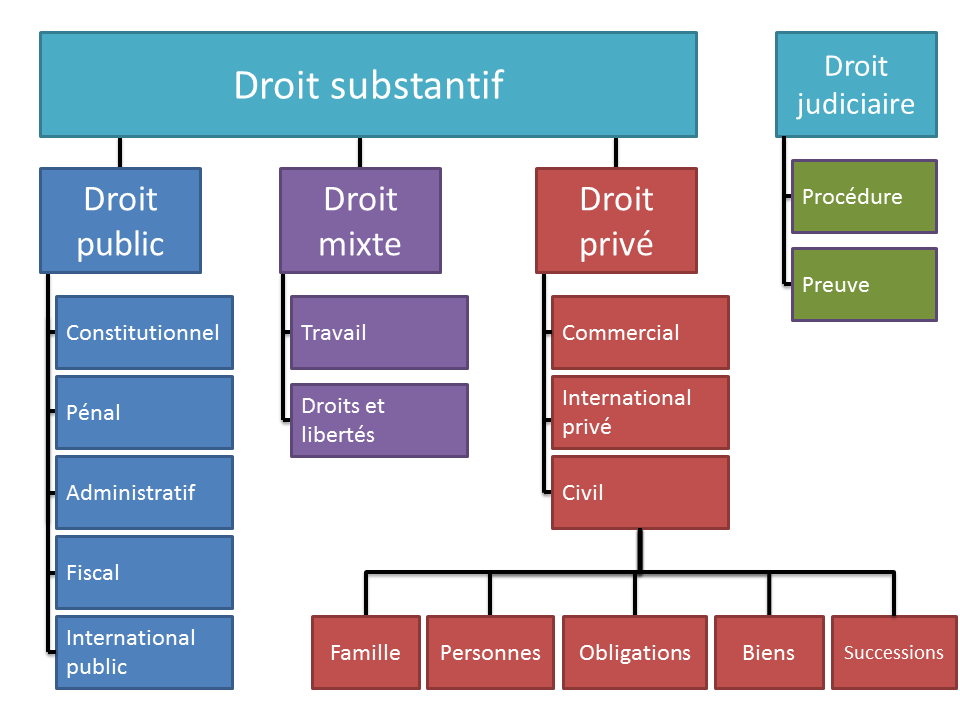 Droit substantif
Droit
judiciaire
Droit
public
Droit
mixte
Droit
privé
Procédure
Preuve
Constitutionnel
Pénal
Administratif
Fiscal
International
public
Travail
Droits et
libertés
Commercial
International
privé
Civil
Famille
Personnes
Obligations
Biens
Successions